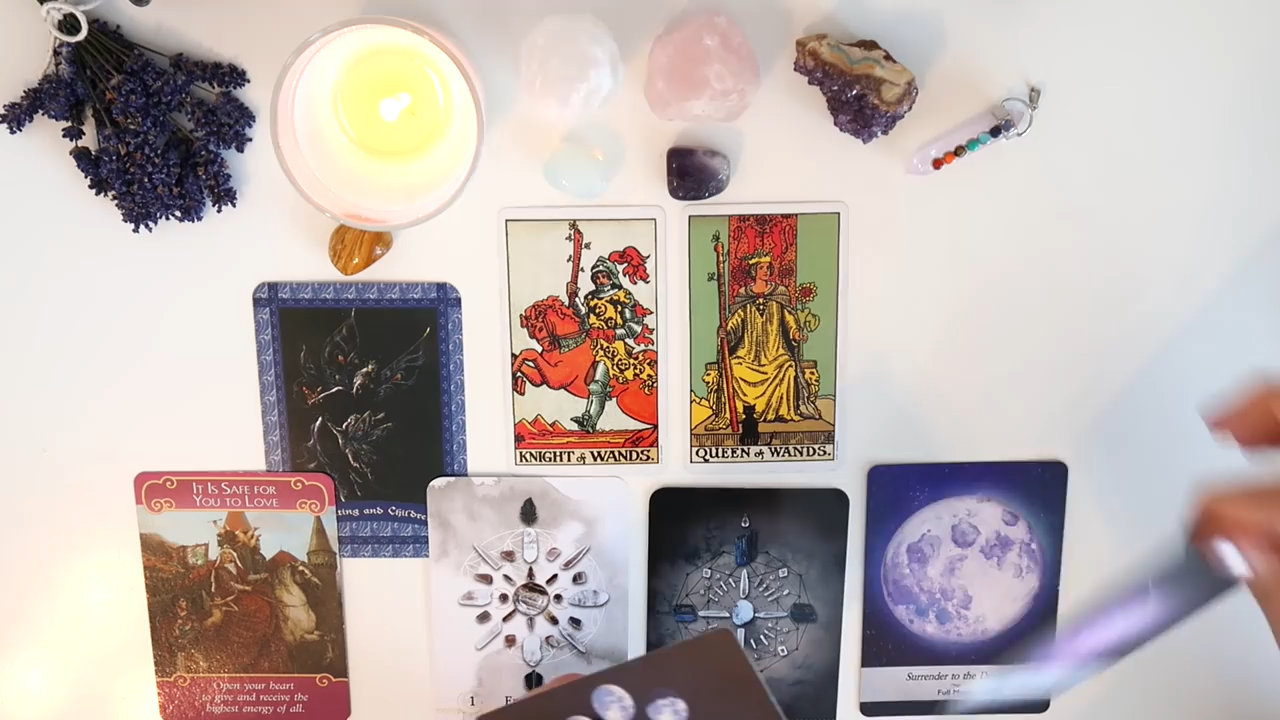 KNIGHT of WANDS.
QUEEN of WANDS.
IT IS SAFE FOR
YOU TO LOVE
Open your heart
to give and receive the
highest energy of all.
and
1
Surrender to the
Full